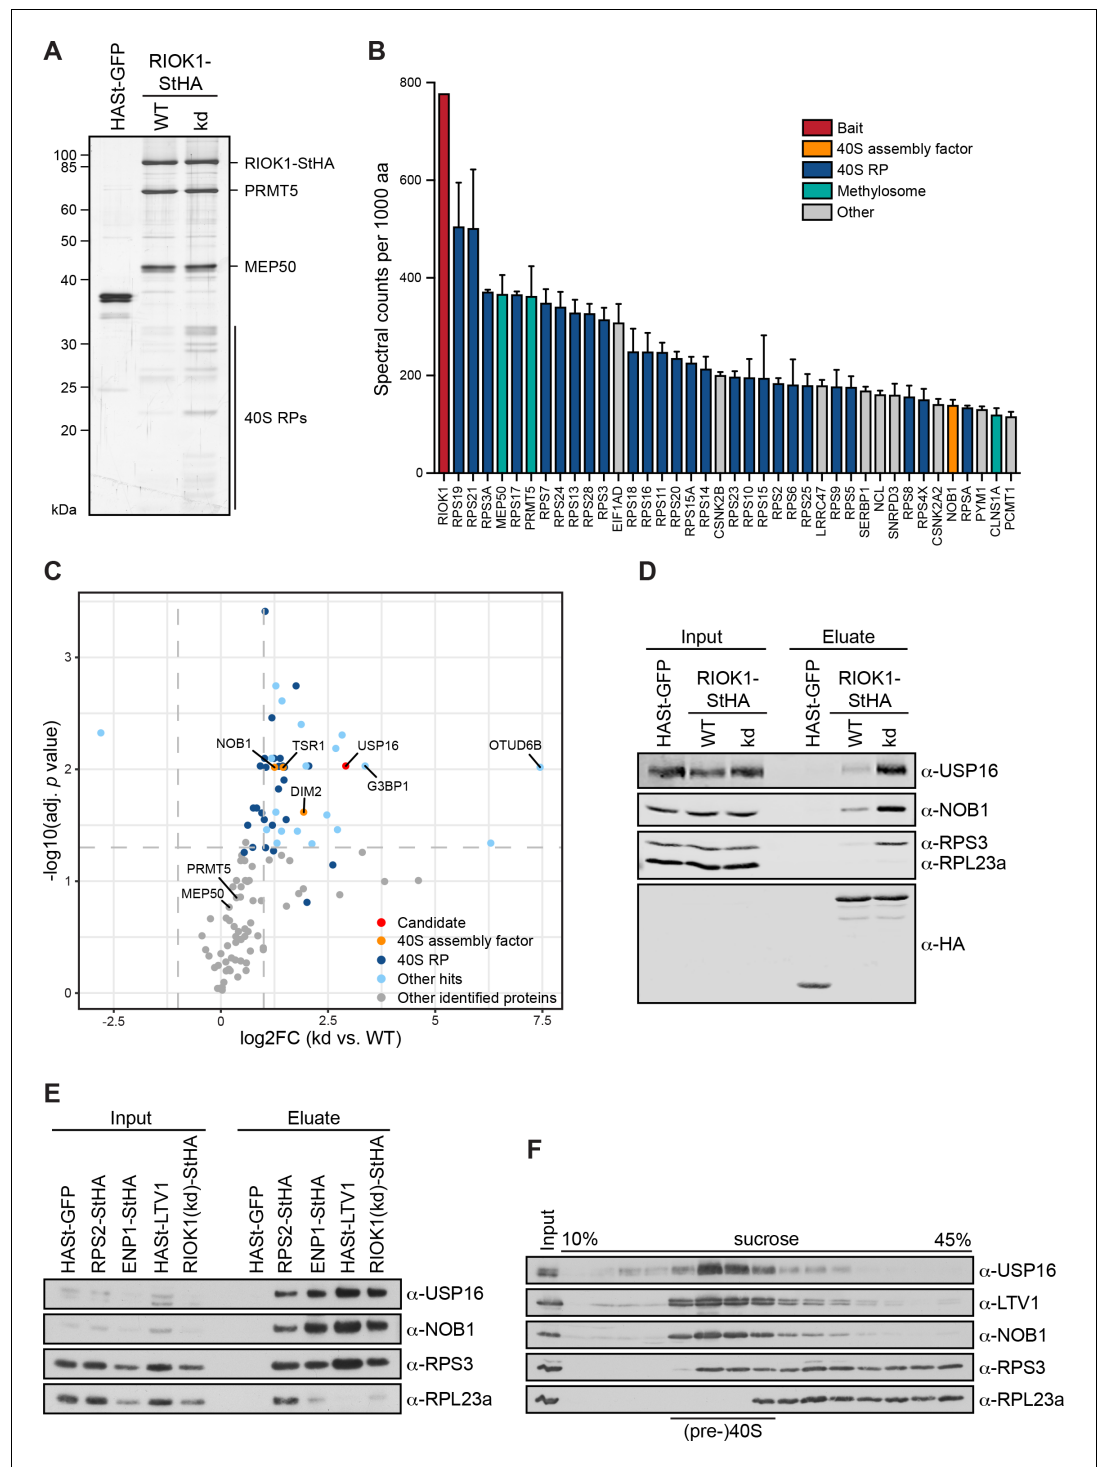 A
HASt-GFP
RIOK1-
StHA
WT
kd
100
85
60
50
40
30
25
20
kDa
RIOK1-StHA
PRMT5
MEP50
40S RPs
B
Spectral counts per 1000 aa
800
600
400
200
0
Bait
40S assembly factor
40S RP
Methylosome
Other
RIOK1
RPS19
RPS21
RPS3A
MEP50
RPS17
PRMT5
RPS7
RPS24
RPS13
RPS28
RPS3
EIF1AD
RPS18
RPS16
RPS11
RPS20
RPS15A
RPS14
CSNK2B
RPS23
RPS10
RPS15
RPS2
RPS6
RPS25
LRRC47
RPS9
RPS5
SERBP1
NCL
SNRPD3
RPS8
RPS4X
CSNK2A2
NOB1
RPSA
PYM1
CLNS1A
PCMT1
C
-log10(adj. p value)
3
2
1
0
NOB1
TSR1
USP16
OTUD6B
G3BP1
DIM2
PRMT5
MEP50
Candidate
40S assembly factor
40S RP
Other hits
Other identified proteins
-2.5
0
2.5
5
7.5
log2FC (kd vs. WT)
D
Input
Eluate
HASt-GFP
RIOK1-
StHA
WT
kd
HASt-GFP
RIOK1-
StHA
WT
kd
α-USP16
α-NOB1
α-RPS3
α-RPL23a
α-HA
E
Input
Eluate
HASt-GFP
RPS2-StHA
ENP1-StHA
HASt-LTV1
RIOK1(kd)-StHA
HASt-GFP
RPS2-StHA
ENP1-StHA
HASt-LTV1
RIOK1(kd)-StHA
α-USP16
α-NOB1
α-RPS3
α-RPL23a
F
Input
10%
sucrose
45%
α-USP16
α-LTV1
α-NOB1
α-RPS3
α-RPL23a
(pre-)40S